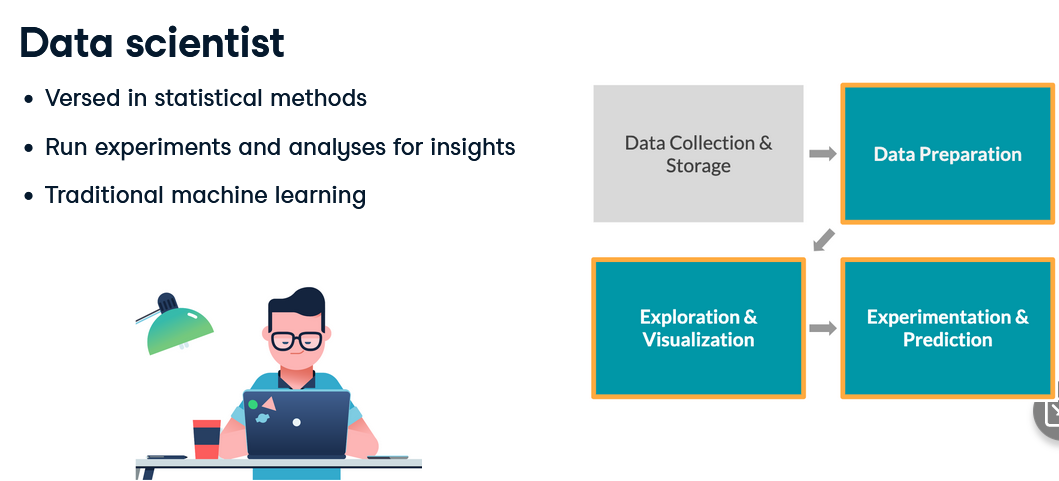 Data scientist
• Versed in statistical methods
• Run experiments and analyses for insights
• Traditional machine learning
Data Collection &
Storage
Data Preparation
Exploration &
Visualization
Experimentation &
Prediction